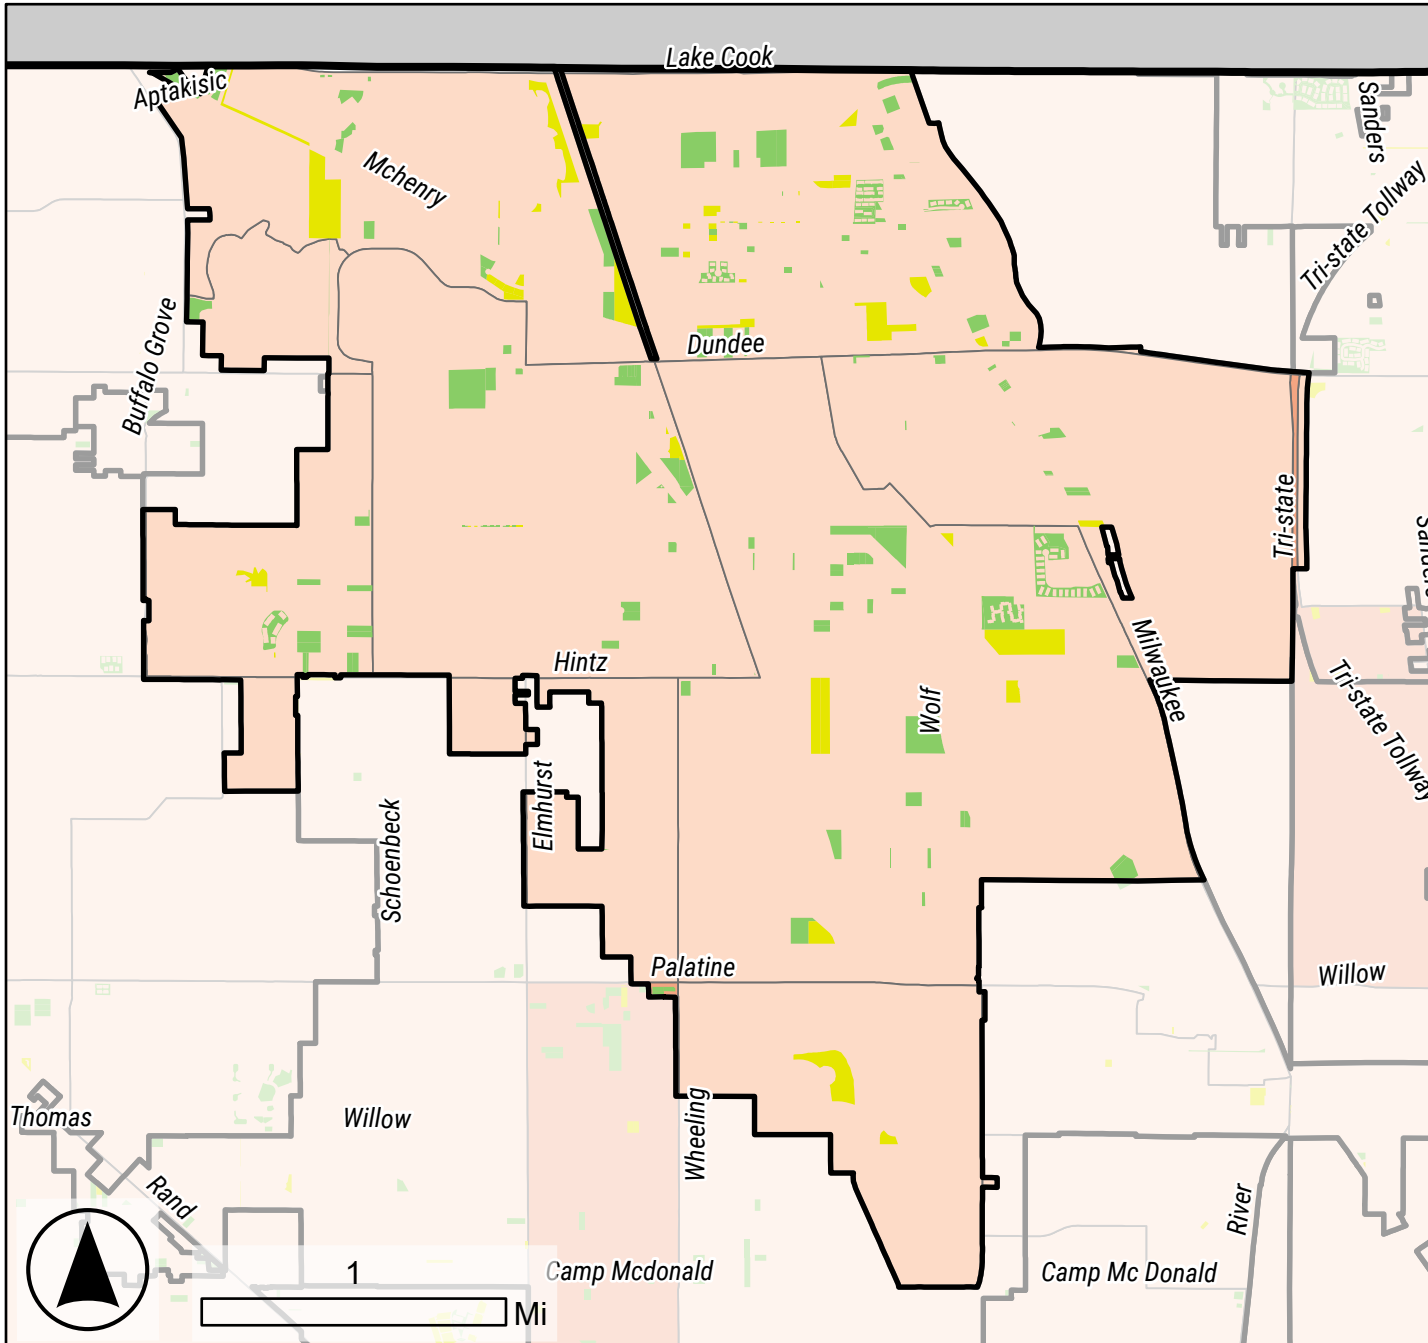 Lake Cook
Aptakisic
Sanders
Mchenry
Tri-state Tollway
Buffalo Grove
Dundee
Tri-state
Hintz
Milwaukee
Wolf
Tri-state Tollway
Elmhurst
Schoenbeck
Palatine
Willow
Thomas
Willow
Wheeling
Rand
River
Camp Mcdonald
Camp Mc Donald
1
Mi